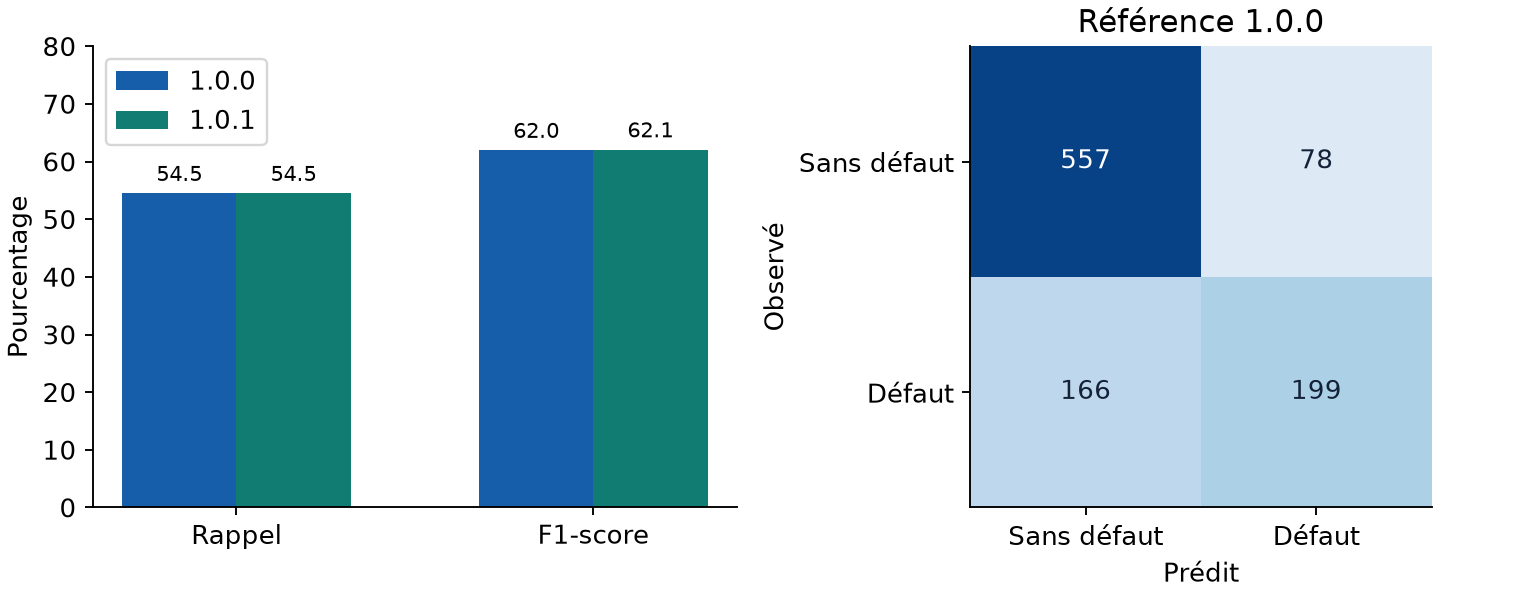 80
70
60
50
40
30
20
10
0
Pourcentage
1.0.0
1.0.1
54.5
54.5
62.0
62.1
Rappel
F1-score
Référence 1.0.0
Observé
Sans défaut
Défaut
557
78
166
199
Sans défaut
Défaut
Prédit